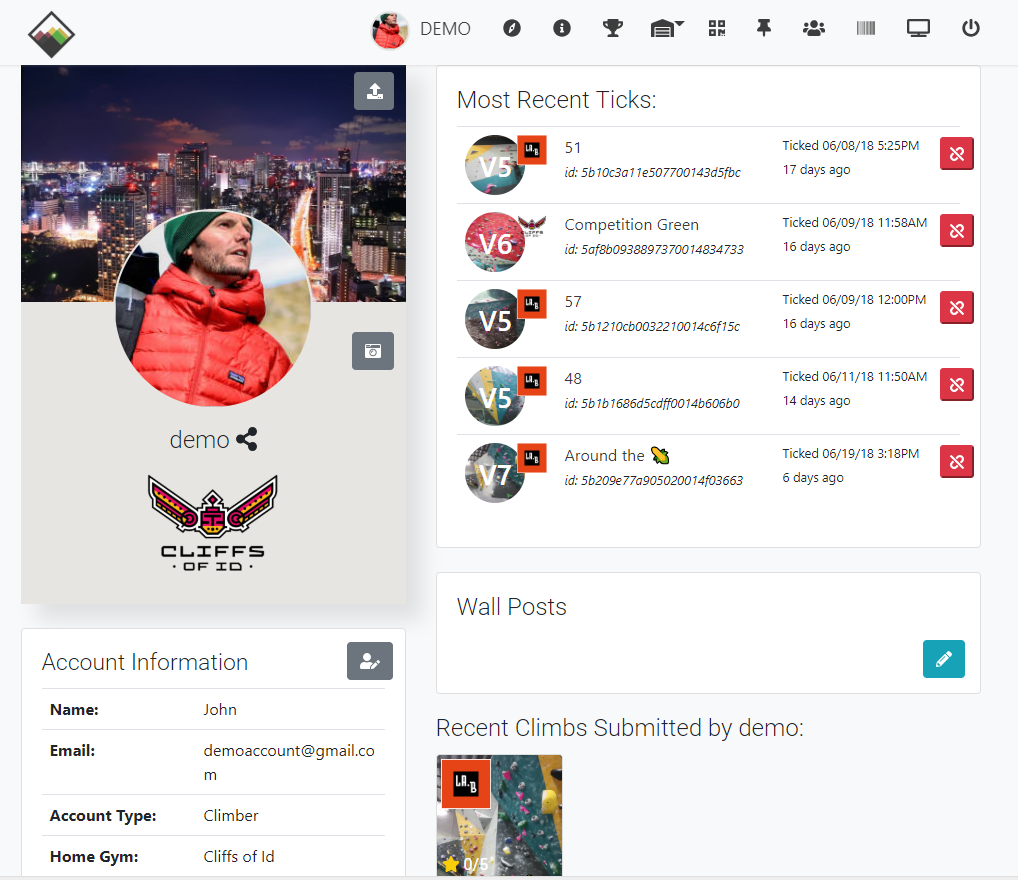 DEMO
demo
CLIFFS
· OF ID ·
Account Information
Name: John
Email: demoaccount@gmail.co
m
Account Type: Climber
Home Gym: Cliffs of Id
Most Recent Ticks:
V5 LA.B 51 Ticked 06/08/18 5:25PM
id: 5b10c3a11e507700143d5fbc 17 days ago
V6 CLIFFS OF ID Competition Green Ticked 06/09/18 11:58AM
id: 5af8b0938897370014834733 16 days ago
V5 LA.B 57 Ticked 06/09/18 12:00PM
id: 5b1210cb0032210014c6f15c 16 days ago
V5 LA.B 48 Ticked 06/11/18 11:50AM
id: 5b1b1686d5cdff0014b606b0 14 days ago
V7 LA.B Around the 🌽 Ticked 06/19/18 3:18PM
id: 5b209e77a905020014f03663 6 days ago
Wall Posts
Recent Climbs Submitted by demo:
LA.B
0/5